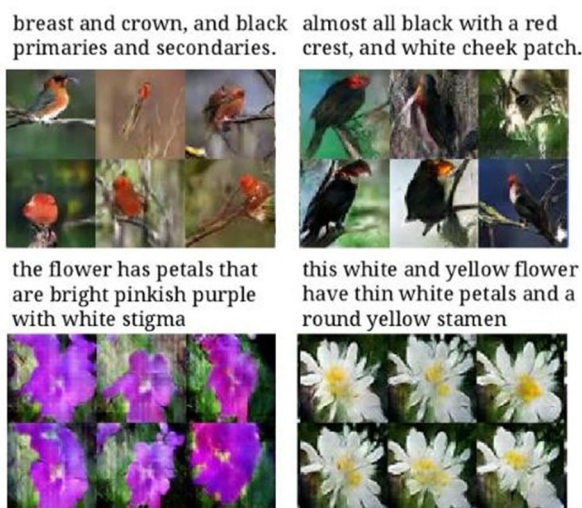 breast and crown, and black
primaries and secondaries.
almost all black with a red
crest, and white cheek patch.
the flower has petals that
are bright pinkish purple
with white stigma
this white and yellow flower
have thin white petals and a
round yellow stamen